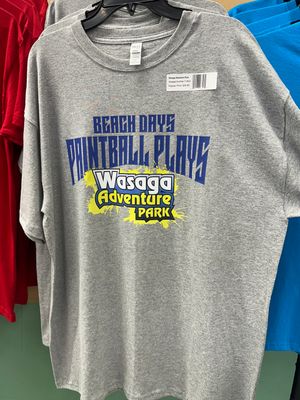 BEACH DAYS
PAINTBALL PLAYS
Wasaga
Adventure
PARK